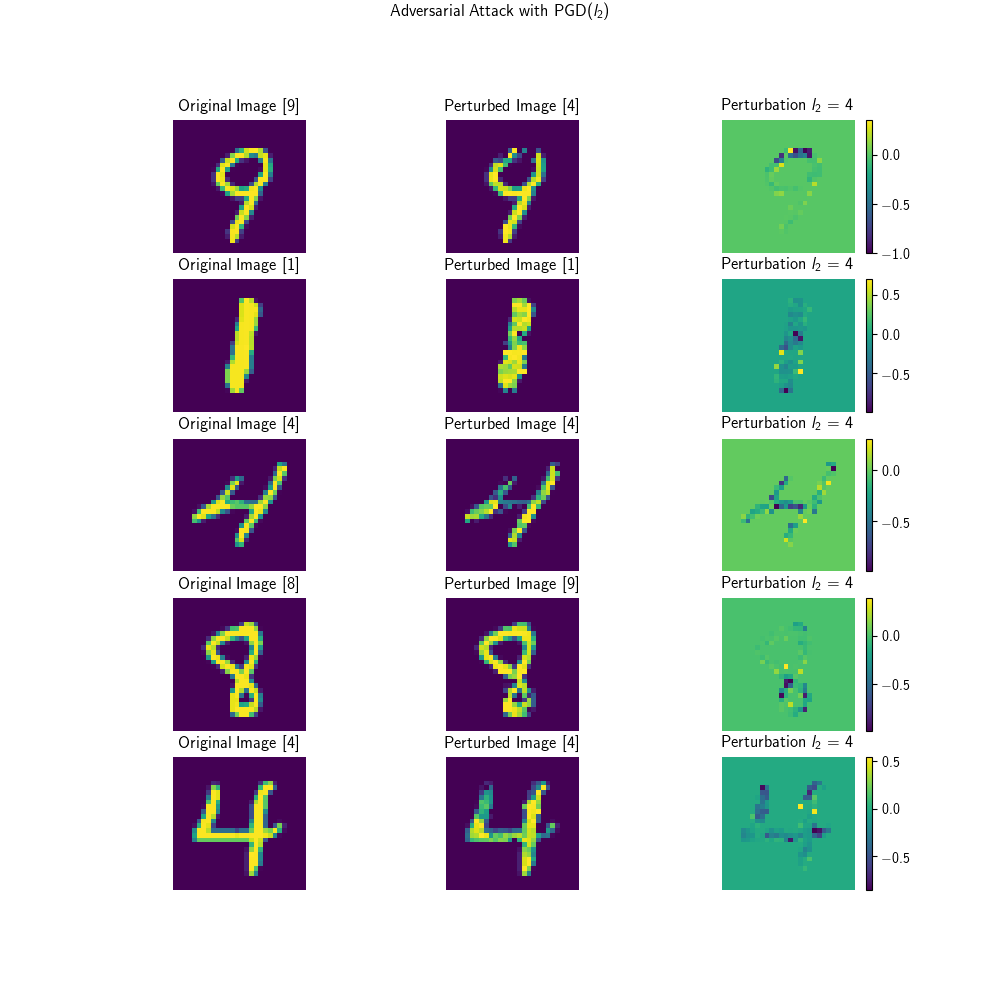 Adversarial Attack with PGD(l₂)
Original Image [9] Perturbed Image [4] Perturbation l₂ = 4
0.0
−0.5
−1.0
Original Image [1] Perturbed Image [1] Perturbation l₂ = 4
0.5
0.0
−0.5
Original Image [4] Perturbed Image [4] Perturbation l₂ = 4
0.0
−0.5
Original Image [8] Perturbed Image [9] Perturbation l₂ = 4
0.0
−0.5
Original Image [4] Perturbed Image [4] Perturbation l₂ = 4
0.5
0.0
−0.5